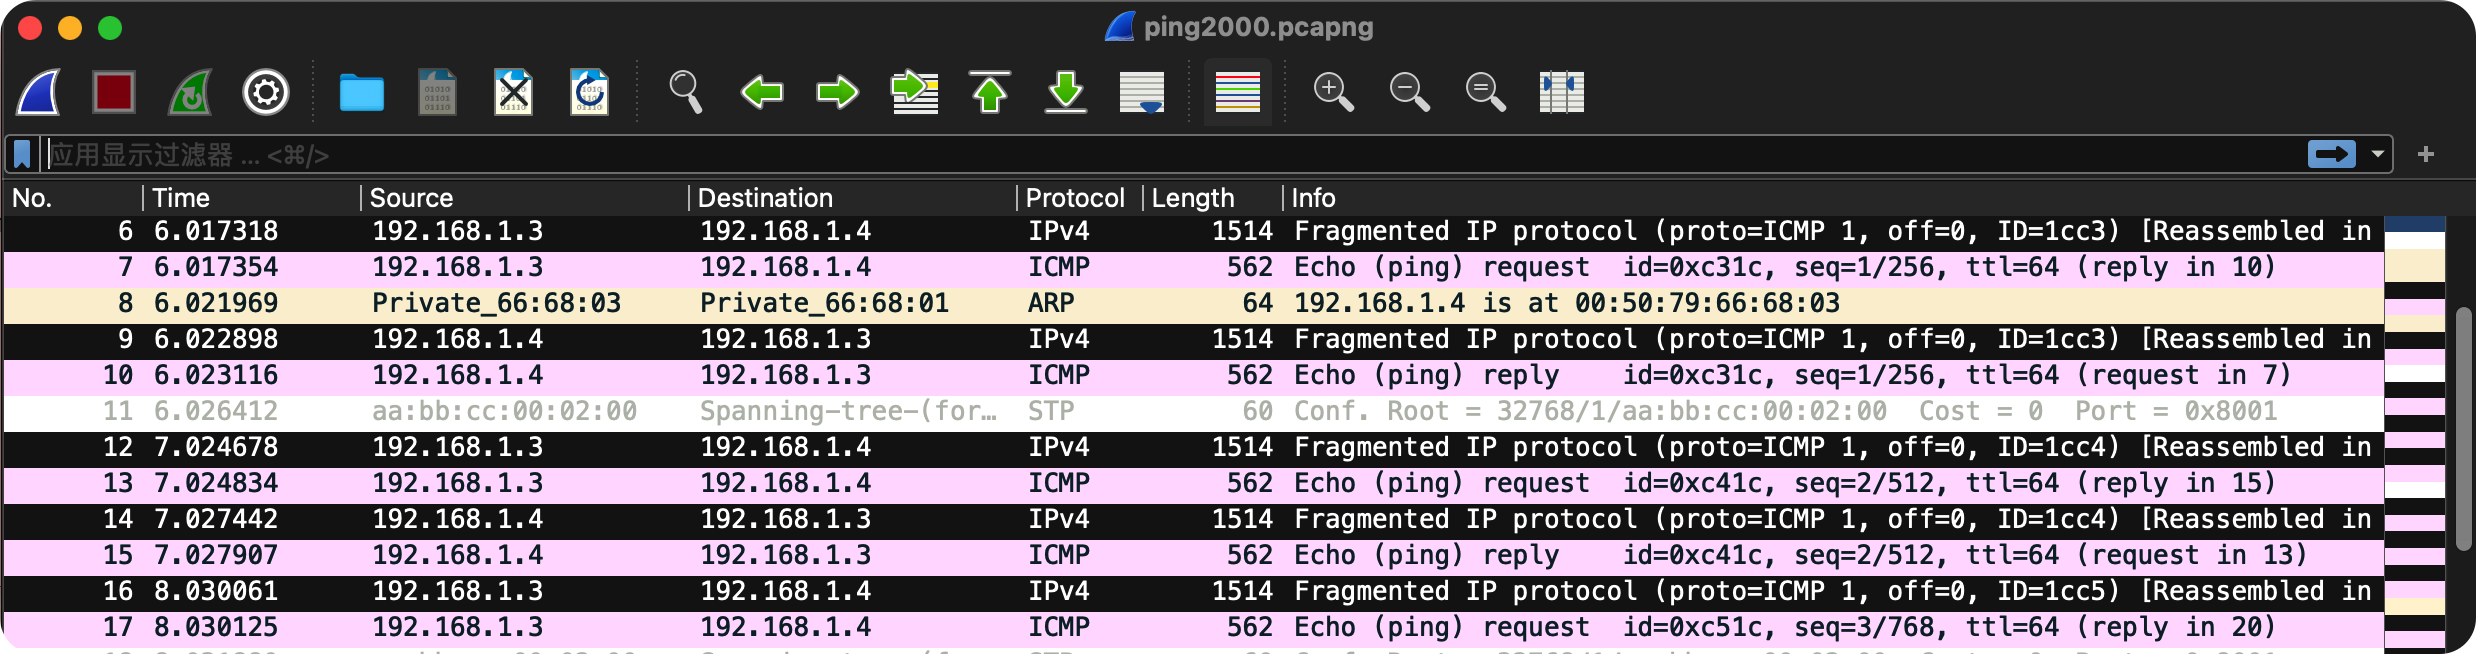 ping2000.pcapng
应用显示过滤器 … <⌘/>
No. Time Source Destination Protocol Length Info
6 6.017318 192.168.1.3 192.168.1.4 IPv4 1514 Fragmented IP protocol (proto=ICMP 1, off=0, ID=1cc3) [Reassembled in
7 6.017354 192.168.1.3 192.168.1.4 ICMP 562 Echo (ping) request id=0xc31c, seq=1/256, ttl=64 (reply in 10)
8 6.021969 Private_66:68:03 Private_66:68:01 ARP 64 192.168.1.4 is at 00:50:79:66:68:03
9 6.022898 192.168.1.4 192.168.1.3 IPv4 1514 Fragmented IP protocol (proto=ICMP 1, off=0, ID=1cc3) [Reassembled in
10 6.023116 192.168.1.4 192.168.1.3 ICMP 562 Echo (ping) reply id=0xc31c, seq=1/256, ttl=64 (request in 7)
11 6.026412 aa:bb:cc:00:02:00 Spanning-tree-(for… STP 60 Conf. Root = 32768/1/aa:bb:cc:00:02:00 Cost = 0 Port = 0x8001
12 7.024678 192.168.1.3 192.168.1.4 IPv4 1514 Fragmented IP protocol (proto=ICMP 1, off=0, ID=1cc4) [Reassembled in
13 7.024834 192.168.1.3 192.168.1.4 ICMP 562 Echo (ping) request id=0xc41c, seq=2/512, ttl=64 (reply in 15)
14 7.027442 192.168.1.4 192.168.1.3 IPv4 1514 Fragmented IP protocol (proto=ICMP 1, off=0, ID=1cc4) [Reassembled in
15 7.027907 192.168.1.4 192.168.1.3 ICMP 562 Echo (ping) reply id=0xc41c, seq=2/512, ttl=64 (request in 13)
16 8.030061 192.168.1.3 192.168.1.4 IPv4 1514 Fragmented IP protocol (proto=ICMP 1, off=0, ID=1cc5) [Reassembled in
17 8.030125 192.168.1.3 192.168.1.4 ICMP 562 Echo (ping) request id=0xc51c, seq=3/768, ttl=64 (reply in 20)